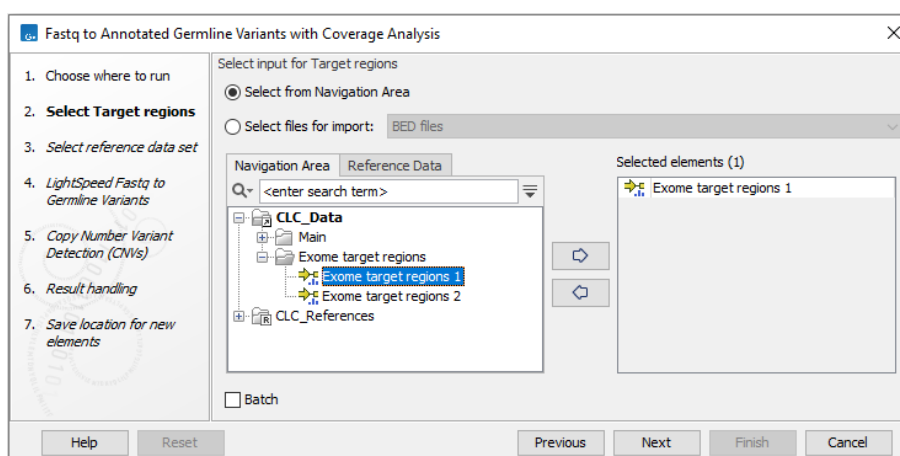 Fastq to Annotated Germline Variants with Coverage Analysis
1. Choose where to run
2. Select Target regions
3. Select reference data set
4. LightSpeed Fastq to
Germline Variants
5. Copy Number Variant
Detection (CNVs)
6. Result handling
7. Save location for new
elements
Select input for Target regions
Select from Navigation Area
Select files for import: BED files
Navigation Area Reference Data
<enter search term>
CLC_Data
Main
Exome target regions
Exome target regions 1
Exome target regions 2
CLC_References
Batch
Selected elements (1)
Exome target regions 1
Help Reset Previous Next Finish Cancel